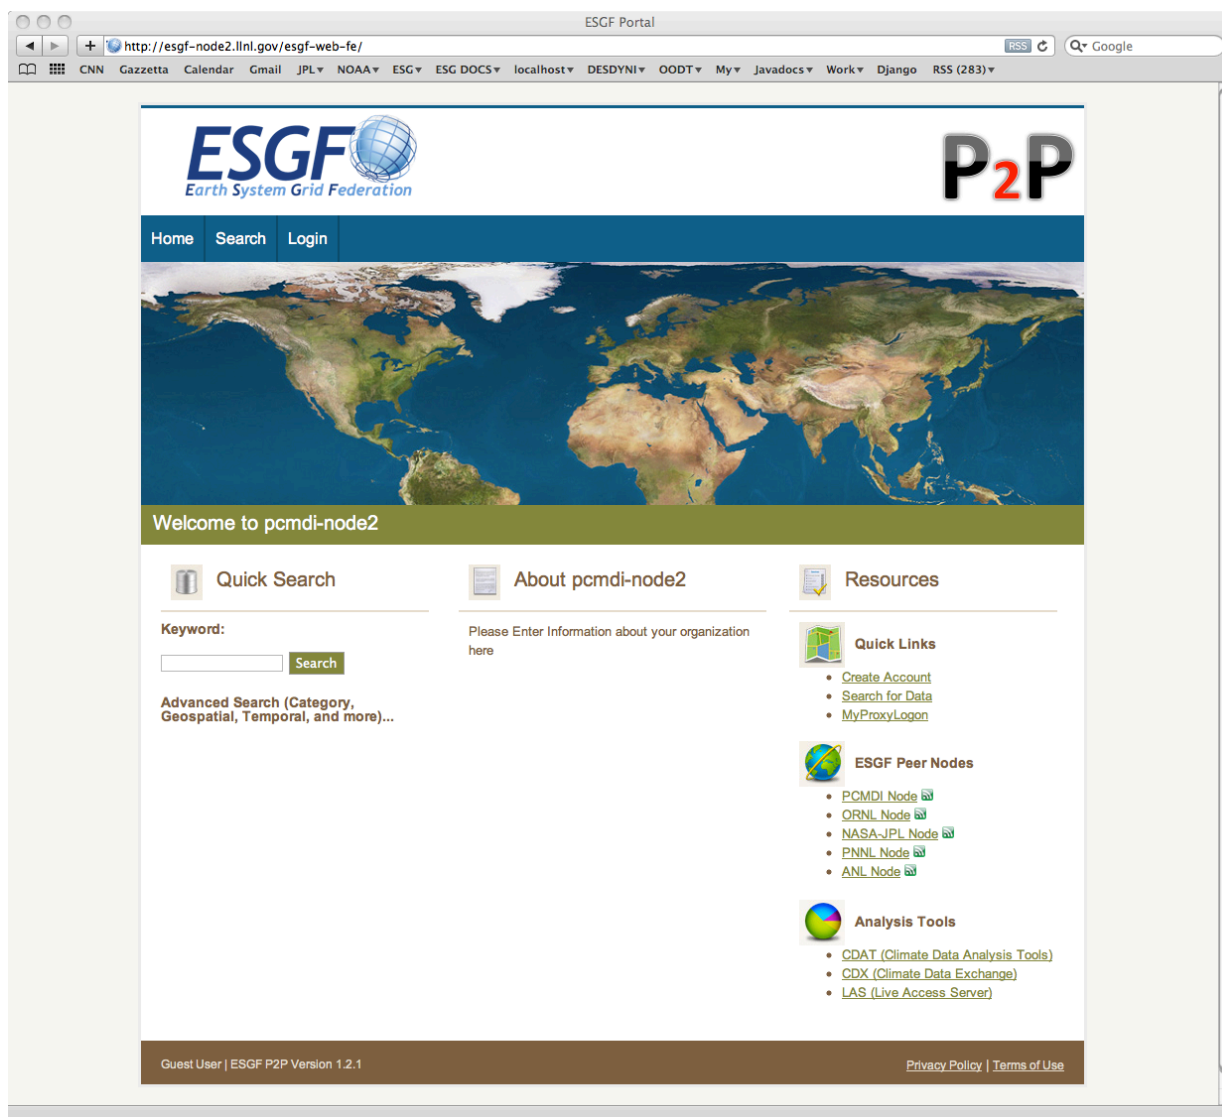 ESGF Portal
http://esgf-node2.llnl.gov/esgf-web-fe/
RSS
Google
CNN Gazzetta Calendar Gmail JPL▾ NOAA▾ ESG▾ ESG DOCS▾ localhost▾ DESDYNI▾ OODT▾ My▾ Javadocs▾ Work▾ Django RSS (283)▾
ESGF
Earth System Grid Federation
P2P
Home Search Login
Welcome to pcmdi-node2
Quick Search
Keyword:
Search
Advanced Search (Category,
Geospatial, Temporal, and more)...
About pcmdi-node2
Please Enter Information about your organization
here
Resources
Quick Links
• Create Account
• Search for Data
• MyProxyLogon
ESGF Peer Nodes
• PCMDI Node
• ORNL Node
• NASA-JPL Node
• PNNL Node
• ANL Node
Analysis Tools
• CDAT (Climate Data Analysis Tools)
• CDX (Climate Data Exchange)
• LAS (Live Access Server)
Guest User | ESGF P2P Version 1.2.1
Privacy Policy | Terms of Use